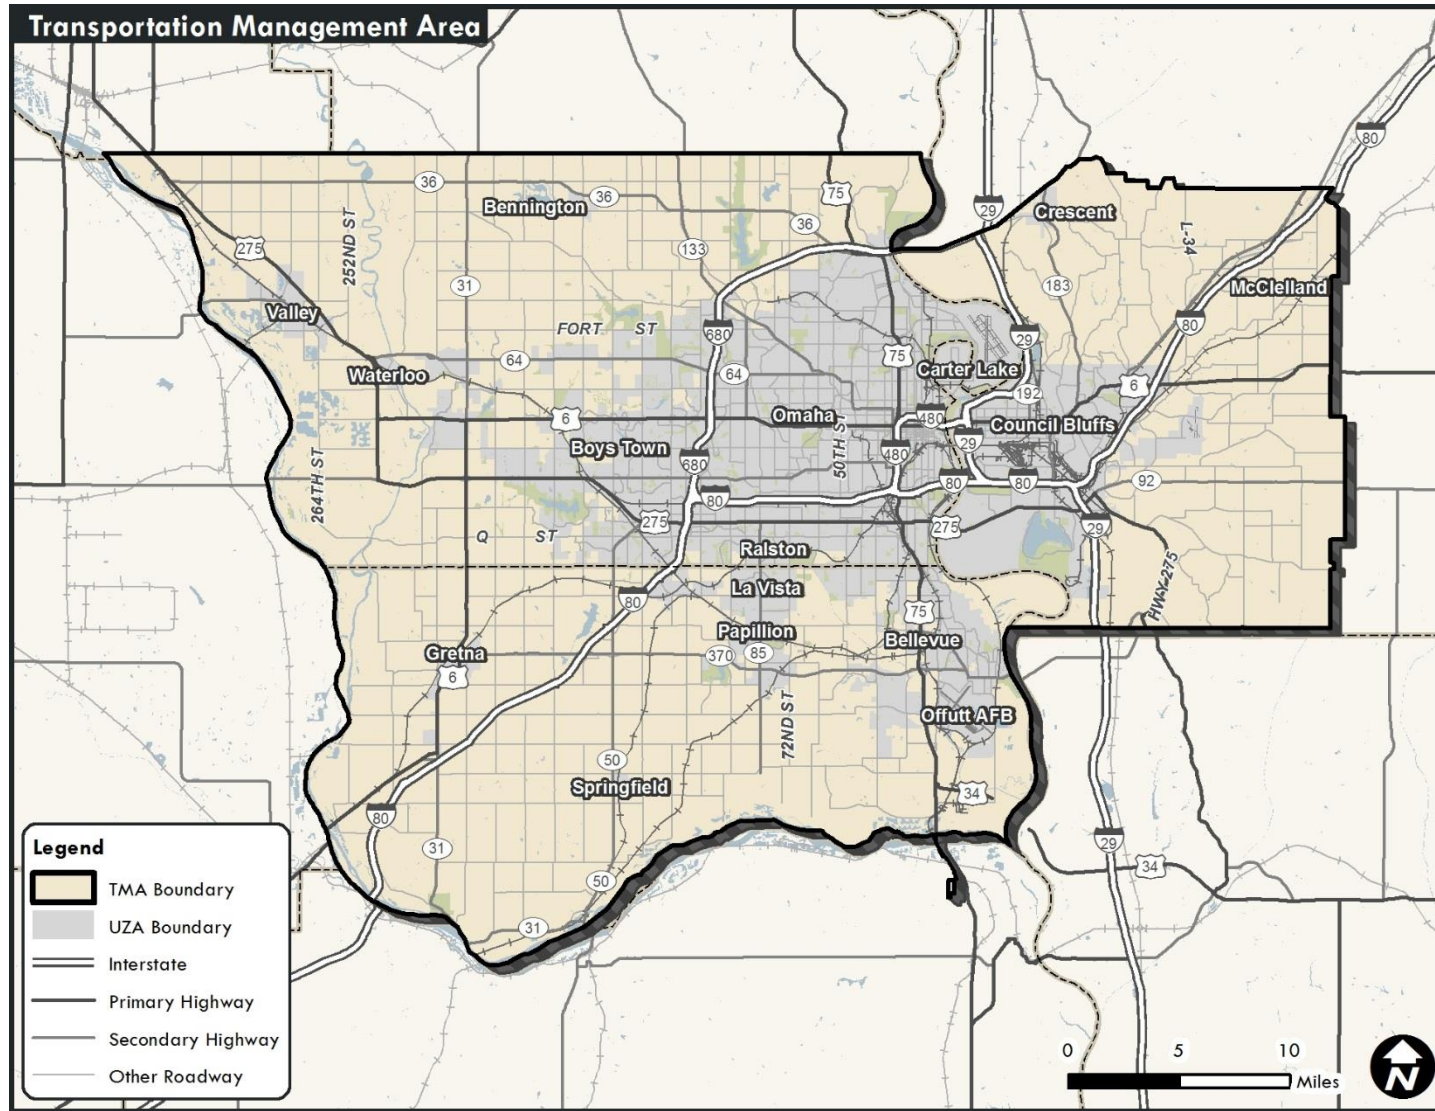 Transportation Management Area
80
36
36
Bennington
75
29
Crescent
L-34
36
275
252ND ST
133
31
183
McClelland
Valley
FORT ST
680
80
29
75
Waterloo
64
64
Carter Lake
6
192
6
Omaha
480
Council Bluffs
Boys Town
50TH ST
29
480
680
264TH ST
80
80
80
92
275
275
29
Q ST
Ralston
HWY 275
80
La Vista
75
Papillion
Bellevue
Gretna
370
85
6
72ND ST
Offutt AFB
50
Springfield
34
80
31
29
34
50
31
Legend
TMA Boundary
UZA Boundary
Interstate
Primary Highway
Secondary Highway
Other Roadway
0 5 10
Miles
N